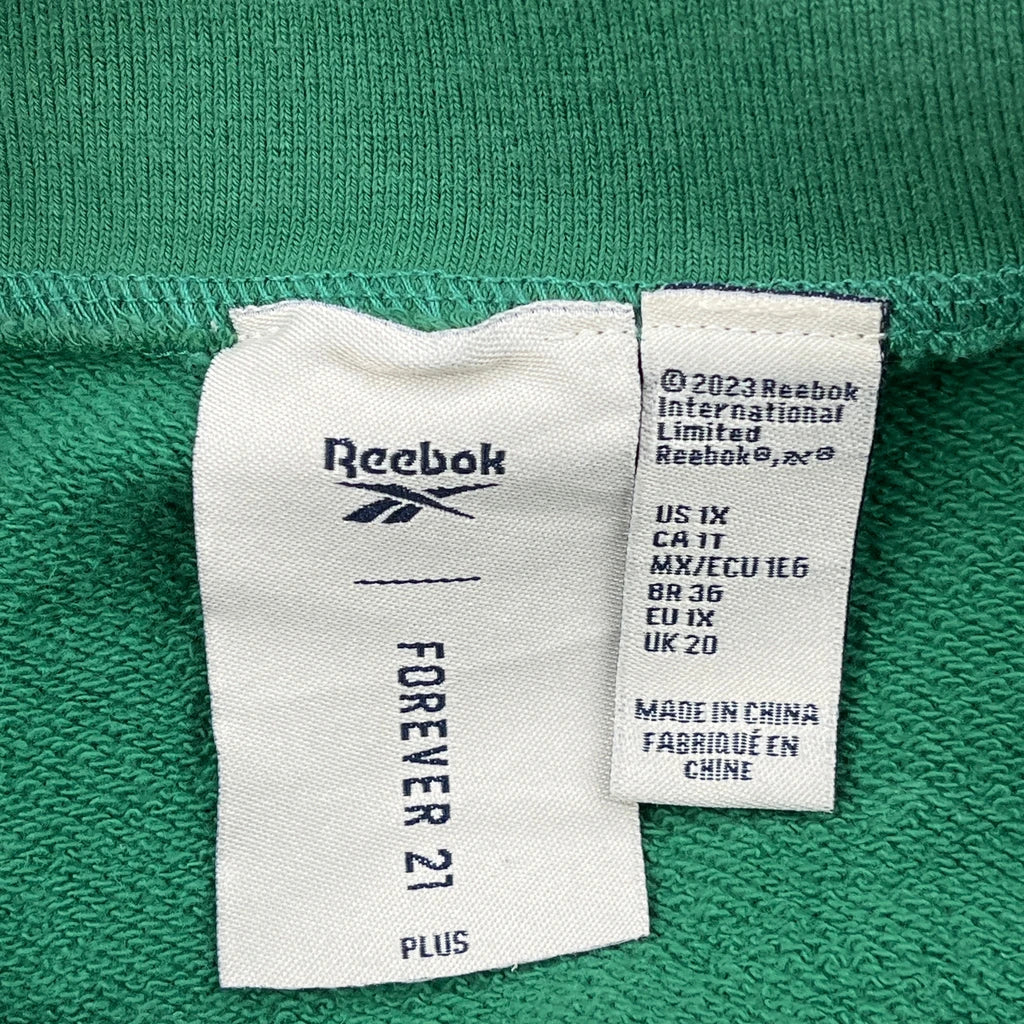 Reebok
FOREVER 21
PLUS
© 2023 Reebok
International
Limited
Reebok®, ®
US 1X
CA 1T
MX/ECU 1EG
BR 36
EU 1X
UK 20
MADE IN CHINA
FABRIQUÉ EN
CHINE